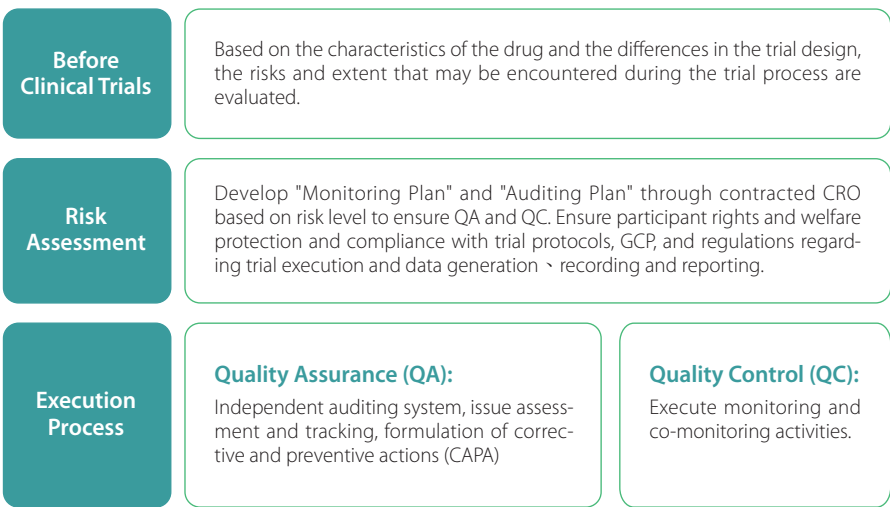 Before
Clinical Trials
Based on the characteristics of the drug and the differences in the trial design,
the risks and extent that may be encountered during the trial process are
evaluated.
Risk
Assessment
Develop "Monitoring Plan" and "Auditing Plan" through contracted CRO
based on risk level to ensure QA and QC. Ensure participant rights and welfare
protection and compliance with trial protocols, GCP, and regulations regard-
ing trial execution and data generation、recording and reporting.
Execution
Process
Quality Assurance (QA):
Independent auditing system, issue assess-
ment and tracking, formulation of correc-
tive and preventive actions (CAPA)
Quality Control (QC):
Execute monitoring and
co-monitoring activities.